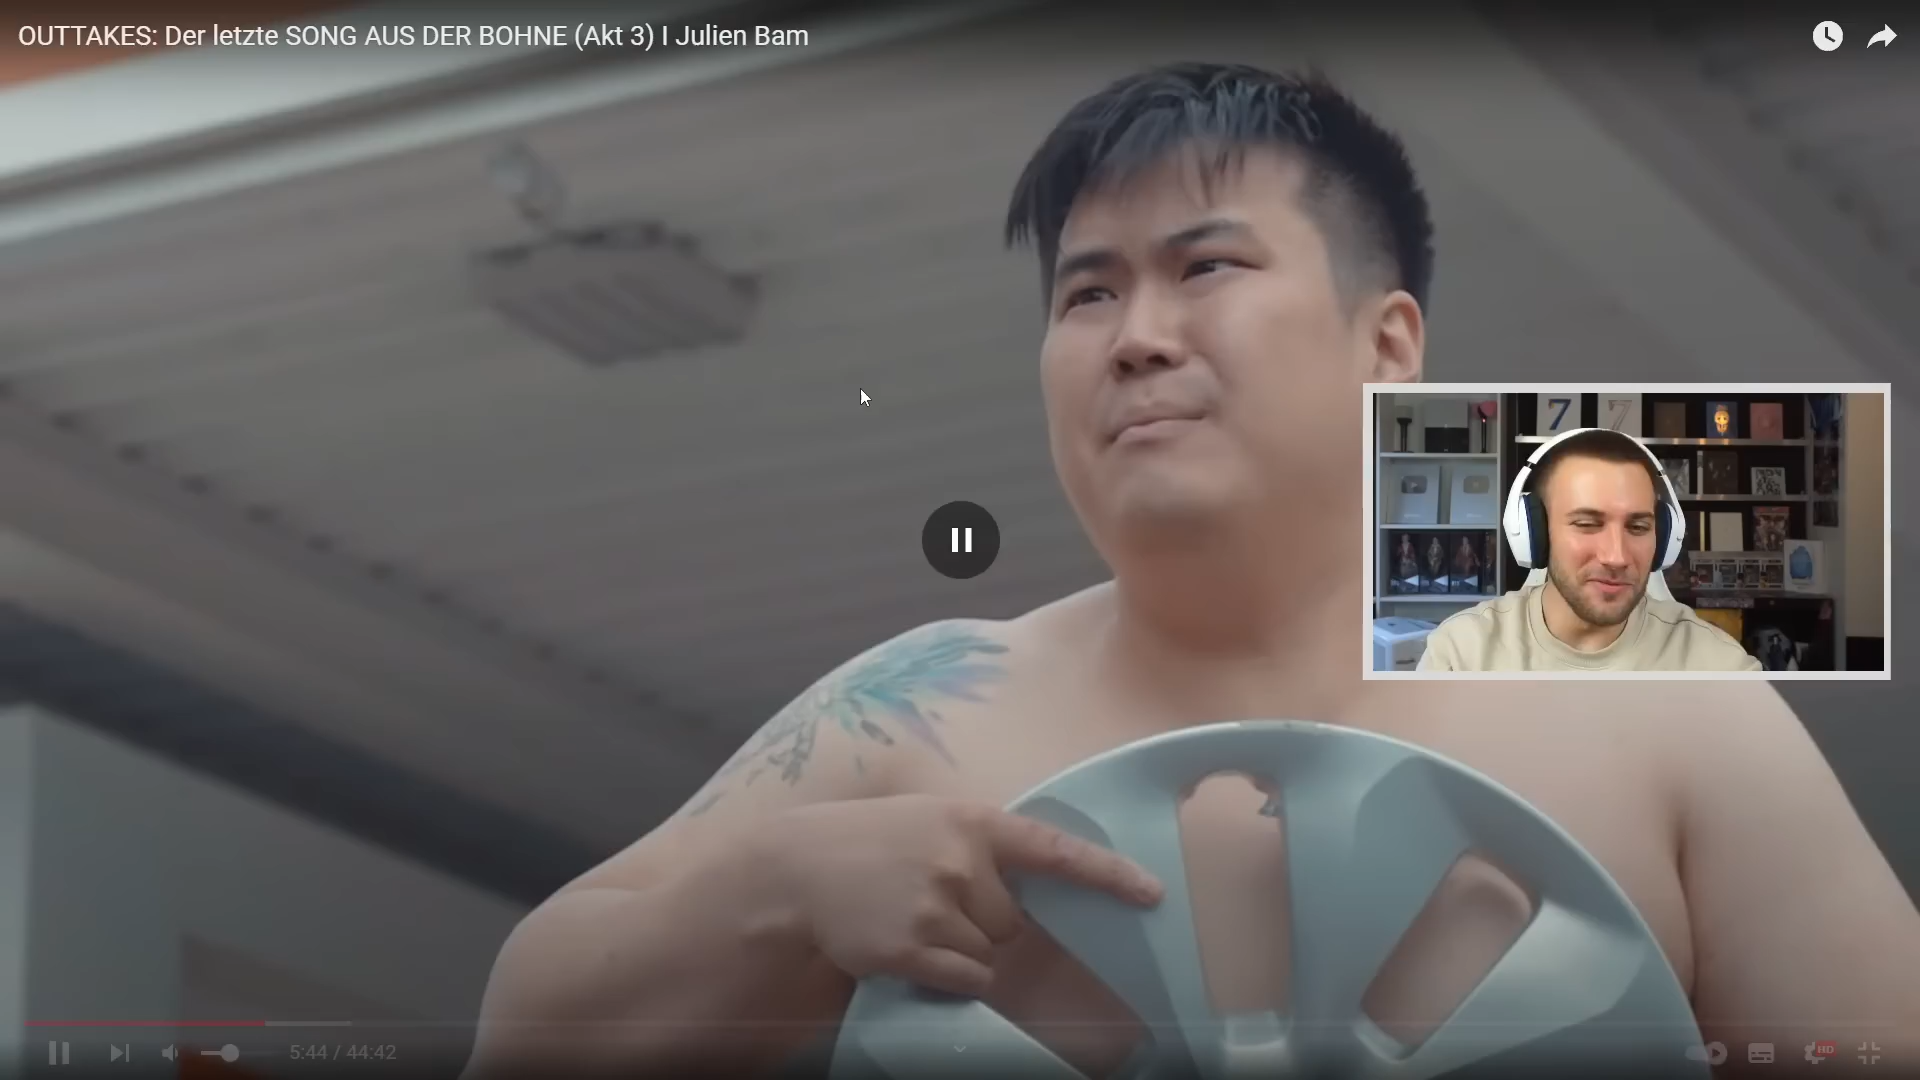 OUTTAKES: Der letzte SONG AUS DER BOHNE (Akt 3) I Julien Bam
7 7
5:44 / 44:42
HD